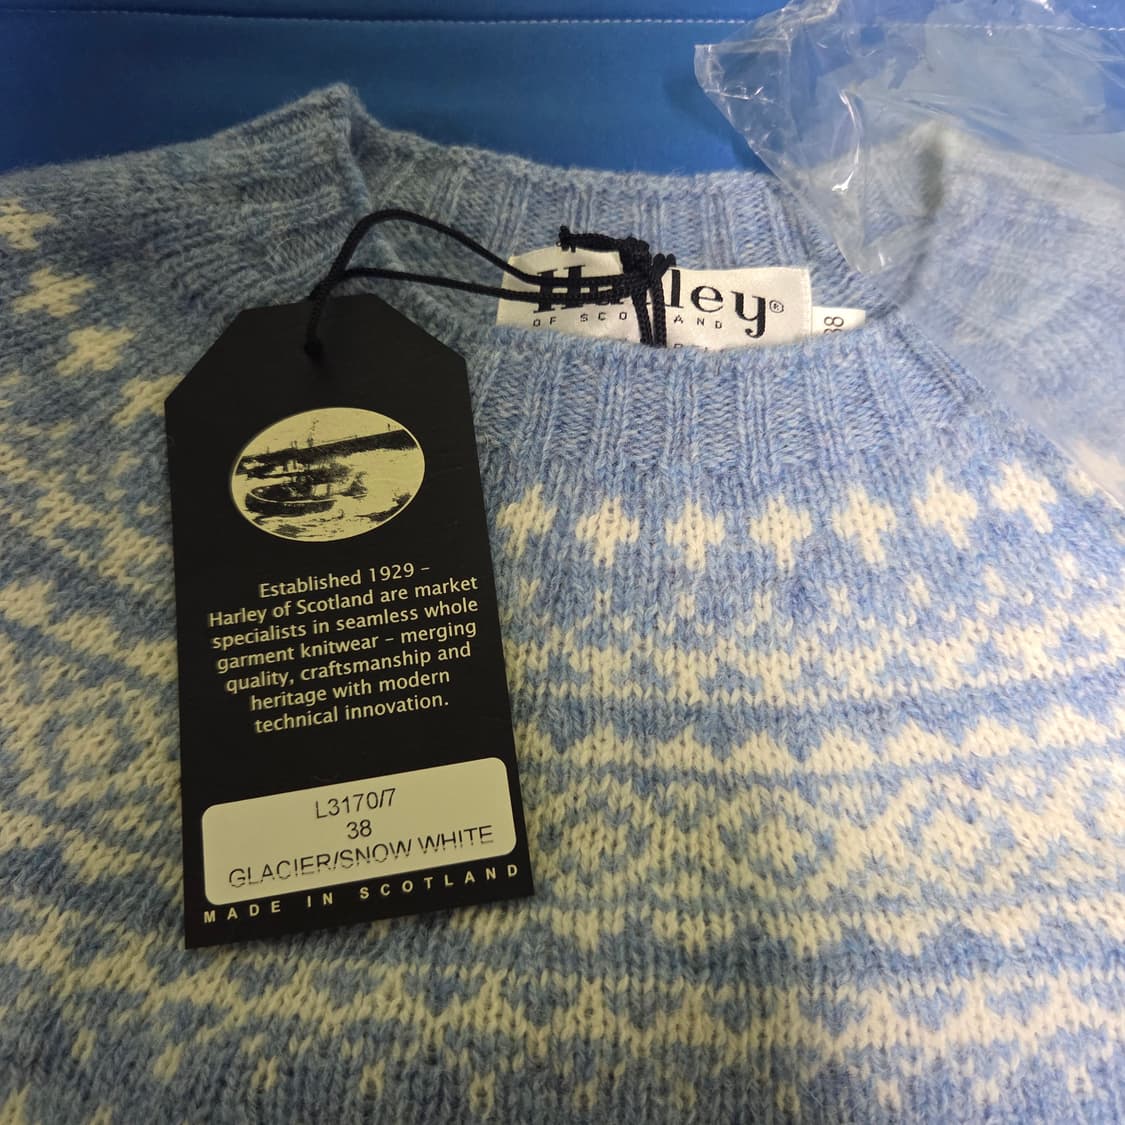 Harley®
OF SCOTLAND
38
Established 1929 –
Harley of Scotland are market
specialists in seamless whole
garment knitwear – merging
quality, craftsmanship and
heritage with modern
technical innovation.
L3170/7
38
GLACIER/SNOW WHITE
MADE IN SCOTLAND